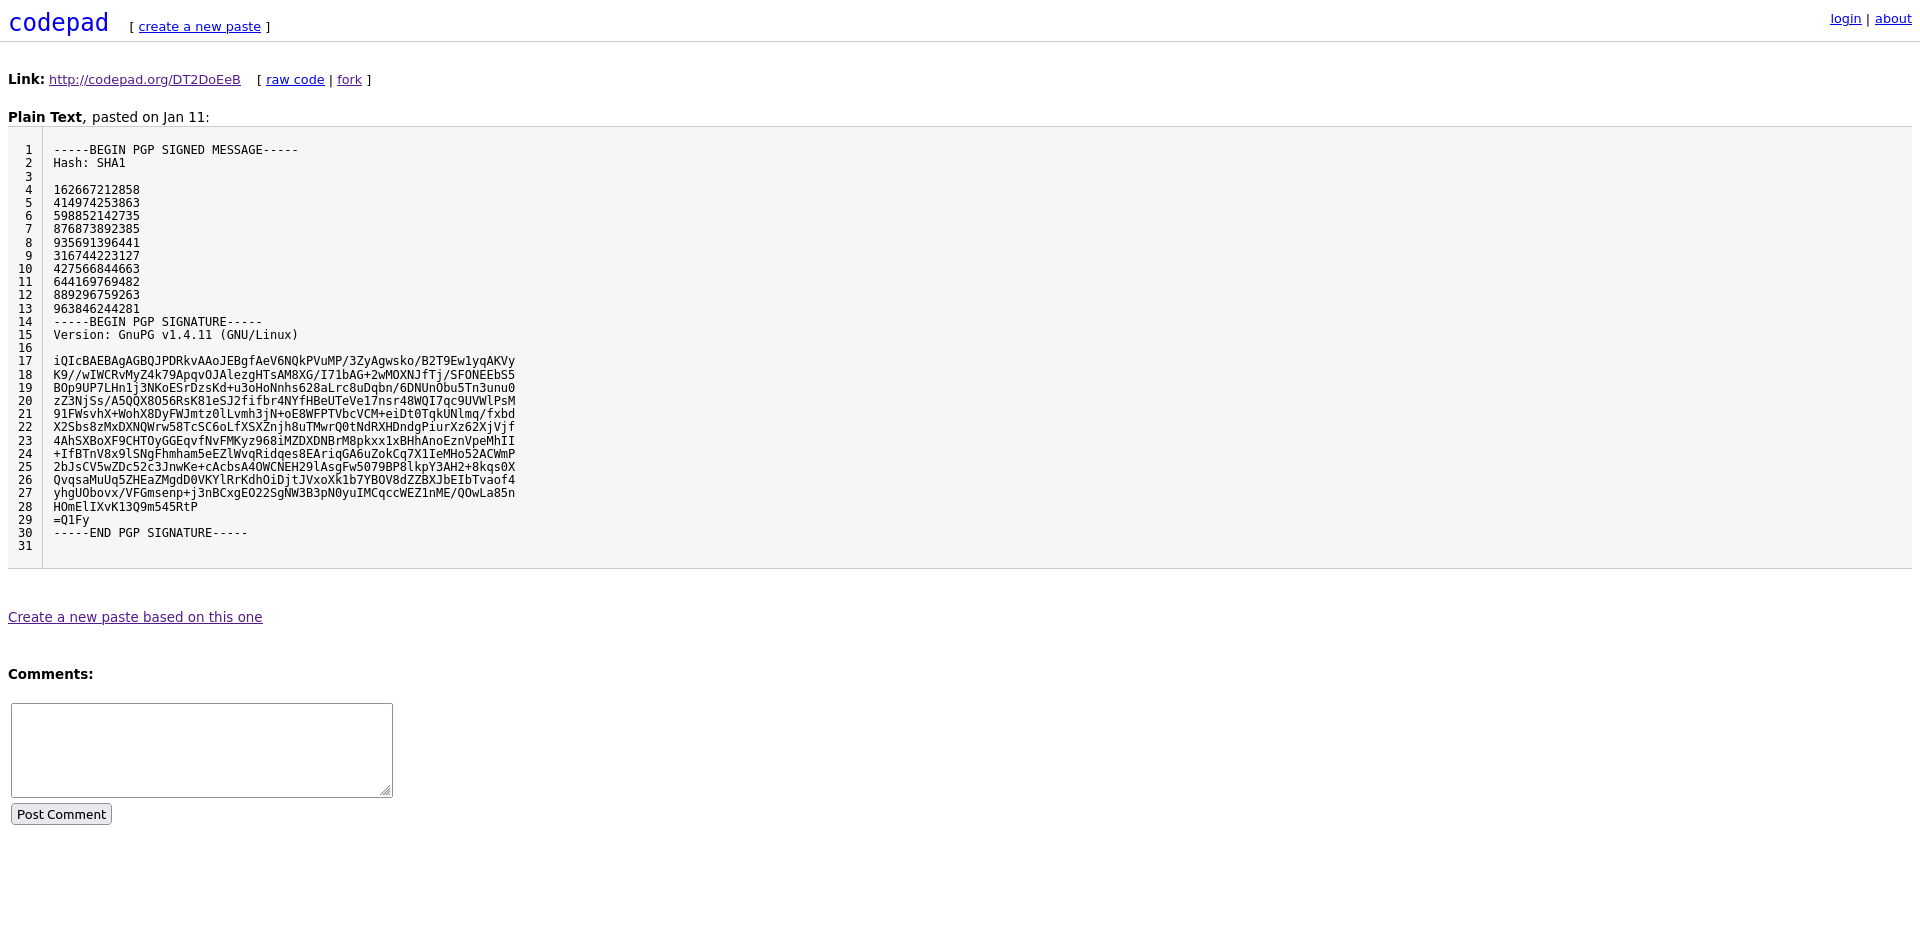 codepad [ create a new paste ] login | about
Link: http://codepad.org/DT2DoEeB [ raw code | fork ]
Plain Text, pasted on Jan 11:
1 -----BEGIN PGP SIGNED MESSAGE-----
2 Hash: SHA1
3
4 162667212858
5 414974253863
6 598852142735
7 876873892385
8 935691396441
9 316744223127
10 427566844663
11 644169769482
12 889296759263
13 963846244281
14 -----BEGIN PGP SIGNATURE-----
15 Version: GnuPG v1.4.11 (GNU/Linux)
16
17 iQIcBAEBAgAGBQJPDRkvAAoJEBgfAeV6NQkPVuMP/3ZyAgwsko/B2T9Ew1yqAKVy
18 K9//wIWCRvMyZ4k79ApqvOJAlezgHTsAM8XG/I71bAG+2wMOXNJfTj/SFONEEbS5
19 BOp9UP7LHn1j3NKoESrDzsKd+u3oHoNnhs628aLrc8uDqbn/6DNUnObu5Tn3unu0
20 zZ3NjSs/A5QQX8O56RsK81eSJ2fifbr4NYfHBeUTeVe17nsr48WQI7qc9UVWlPsM
21 91FWsvhX+WohX8DyFWJmtz0lLvmh3jN+oE8WFPTVbcVCM+eiDt0TqkUNlmq/fxbd
22 X2Sbs8zMxDXNQWrw58TcSC6oLfXSXZnjh8uTMwrQ0tNdRXHDndgPiurXz62XjVjf
23 4AhSXBoXF9CHTOyGGEqvfNvFMKyz968iMZDXDNBrM8pkxx1xBHhAnoEznVpeMhII
24 +IfBTnV8x9lSNgFhmham5eEZlWvqRidqes8EAriqGA6uZokCq7X1IeMHo52ACWmP
25 2bJsCV5wZDc52c3JnwKe+cAcbsA4OWCNEH29lAsgFw5079BP8lkpY3AH2+8kqs0X
26 QvqsaMuUq5ZHEaZMgdD0VKYlRrKdhOiDjtJVxoXk1b7YBOV8dZZBXJbEIbTvaof4
27 yhgUObovx/VFGmsenp+j3nBCxgEO22SgNW3B3pN0yuIMCqccWEZ1nME/QOwLa85n
28 HOmElIXvK13Q9m545RtP
29 =Q1Fy
30 -----END PGP SIGNATURE-----
31
Create a new paste based on this one
Comments:
Post Comment